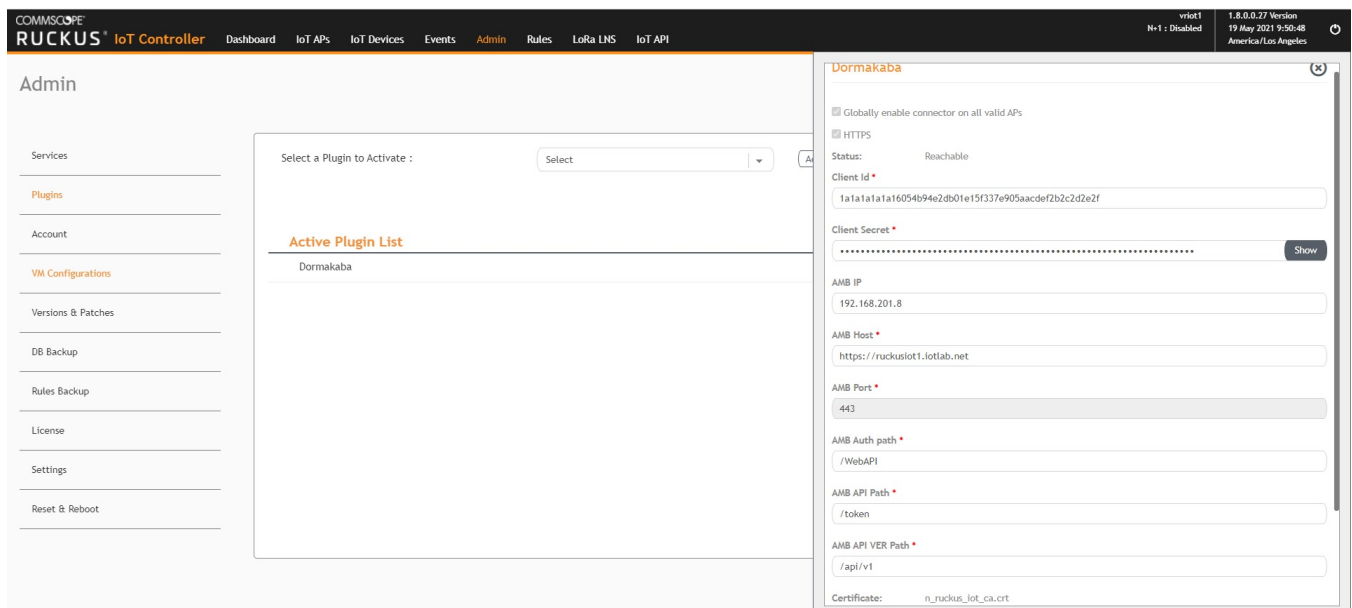 COMMSCOPE
RUCKUS IoT Controller
Dashboard
IoT APs
IoT Devices
Events
Admin
Rules
LoRa LNS
IoT API
vriot1
N+1 : Disabled
1.8.0.0.27 Version
19 May 2021 9:50:48
America/Los Angeles
Admin
Services
Plugins
Account
VM Configurations
Versions & Patches
DB Backup
Rules Backup
License
Settings
Reset & Reboot
Select a Plugin to Activate :
Select
Active Plugin List
Dormakaba
Dormakaba
Globally enable connector on all valid APs
HTTPS
Status: Reachable
Client Id *
1a1a1a1a1a16054b94e2db01e15f337e905aacdef2b2c2d2e2f
Client Secret *
Show
AMB IP
192.168.201.8
AMB Host *
https://ruckusiot1.iotlab.net
AMB Port *
443
AMB Auth path *
/WebAPI
AMB API Path *
/token
AMB API VER Path *
/api/v1
Certificate: n_ruckus_iot_ca.crt